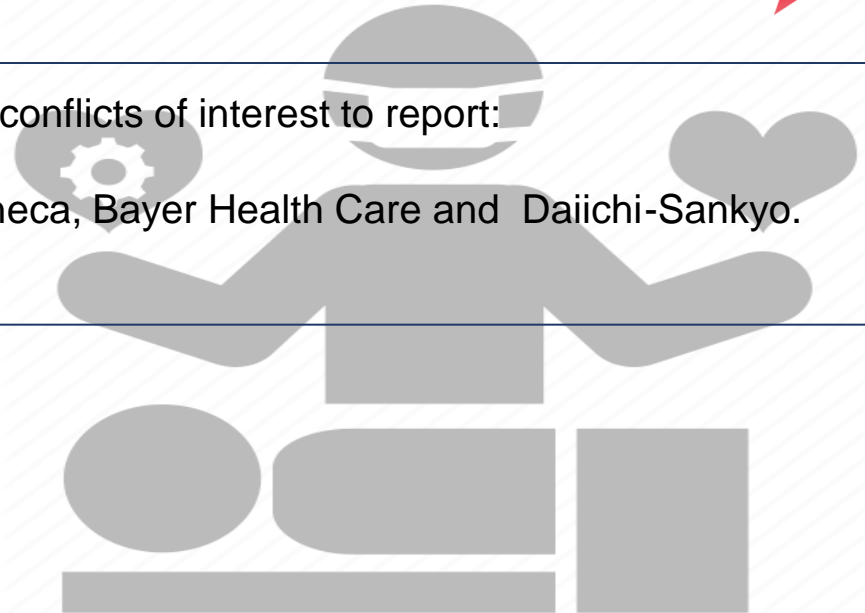 conflicts of interest to report:
neca, Bayer Health Care and  Daiichi-Sankyo.